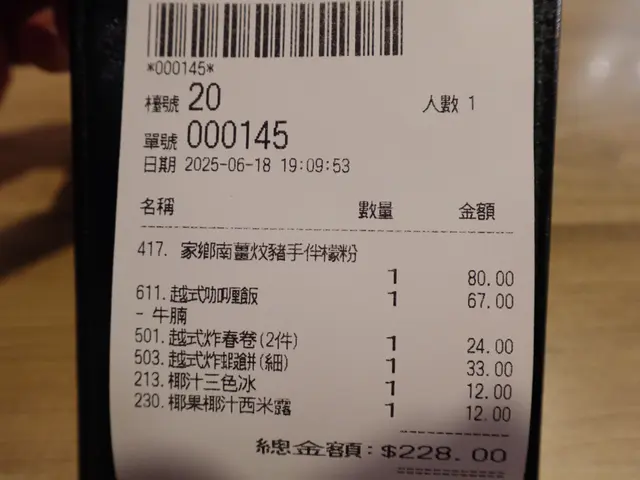 *000145*
檯號 20 人數 1
單號 000145
日期 2025-06-18 19:09:53
名稱 數量 金額
417. 家鄉南薑炆豬手伴檬粉
1 80.00
611. 越式咖喱飯 1 67.00
- 牛腩
501. 越式炸春卷(2件) 1 24.00
503. 越式炸蝦餅(細) 1 33.00
213. 椰汁三色冰 1 12.00
230. 椰果椰汁西米露 1 12.00
總金額: $228.00